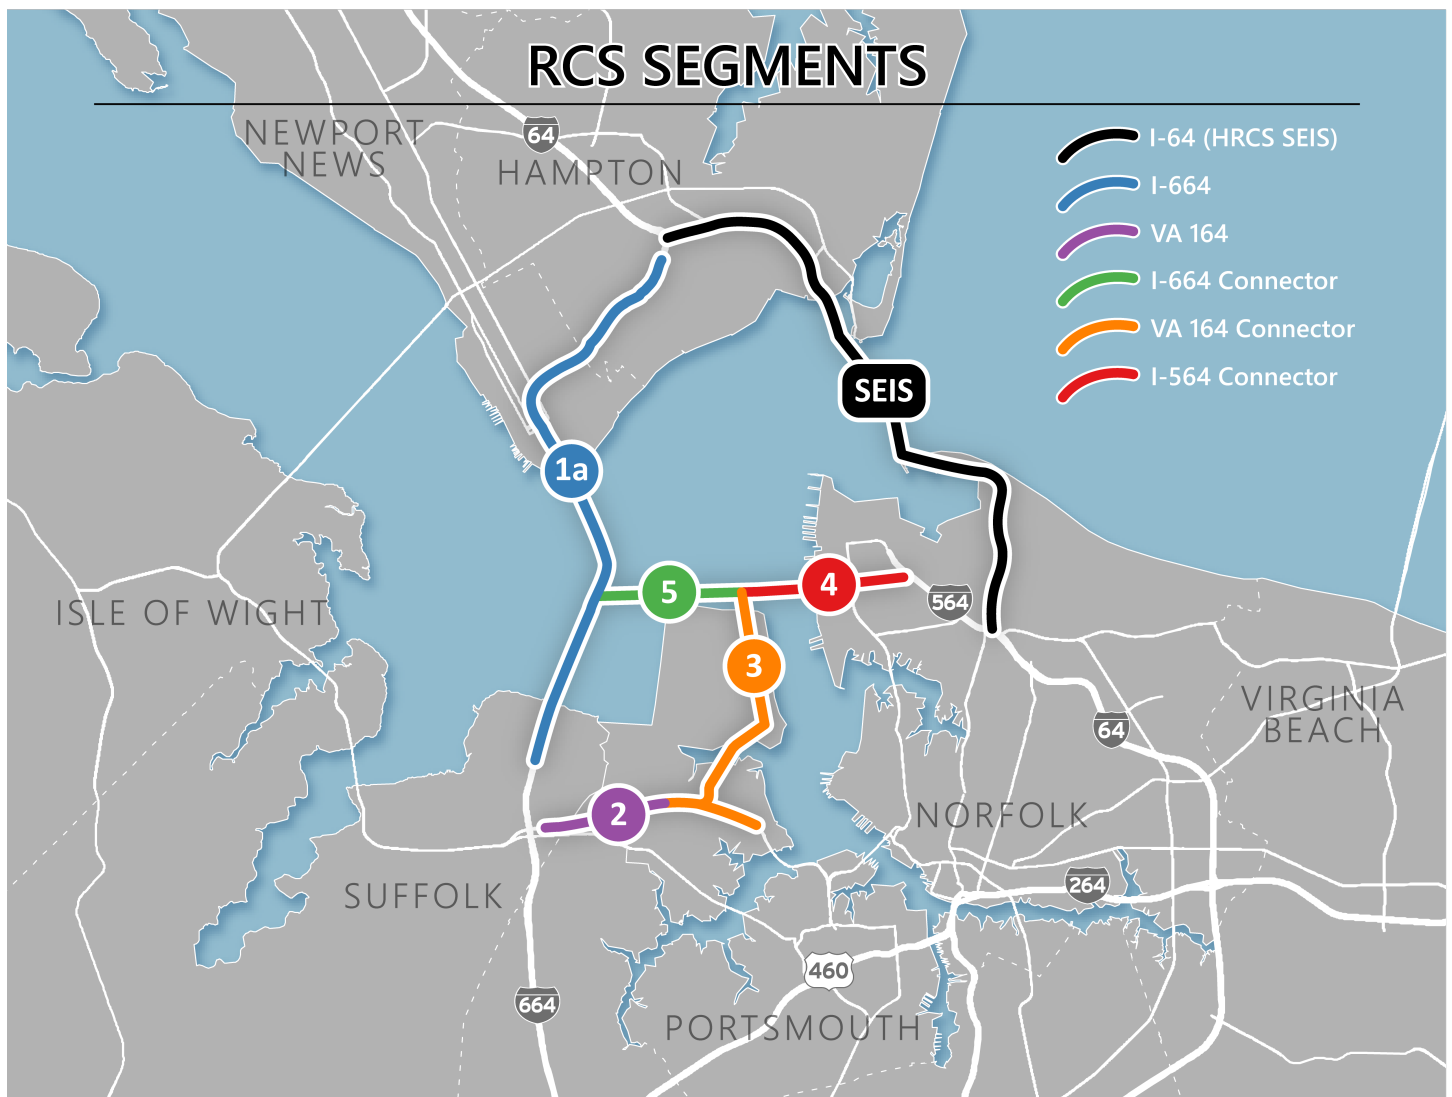 RCS SEGMENTS
NEWPORT
NEWS
64
HAMPTON
I-64 (HRCS SEIS)
I-664
VA 164
I-664 Connector
VA 164 Connector
I-564 Connector
SEIS
1a
5
4
564
ISLE OF WIGHT
3
VIRGINIA
BEACH
64
2
NORFOLK
SUFFOLK
264
460
664
PORTSMOUTH